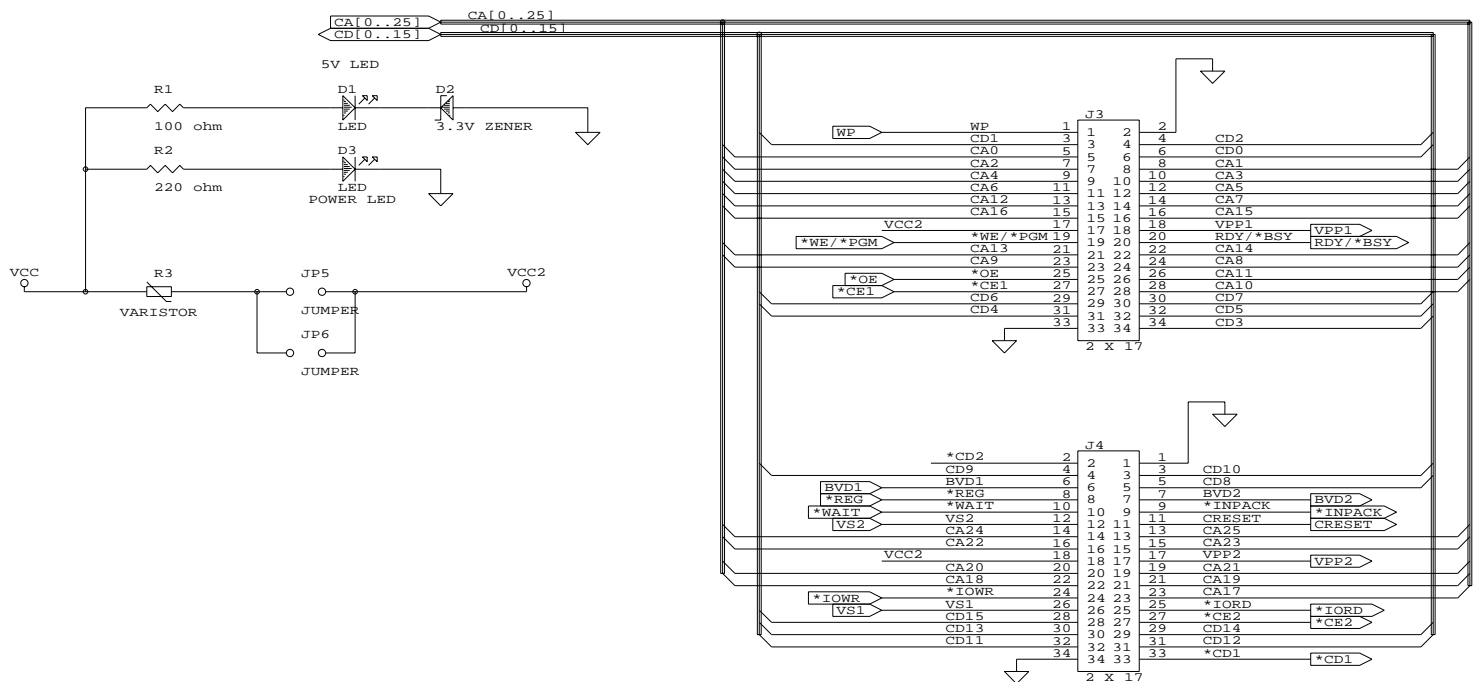 CA[0..25] CA[0..25]
CD[0..15] CD[0..15]
5V LED
R1 D1 D2
100 ohm LED 3.3V ZENER
R2 D3
220 ohm LED
POWER LED
VCC R3 JP5 VCC2
VARISTOR JUMPER
JP6
JUMPER
J3
WP WP 1 1 2 2
CD1 3 3 4 4 CD2
CA0 5 5 6 6 CD0
CA2 7 7 8 8 CA1
CA4 9 9 10 10 CA3
CA6 11 11 12 12 CA5
CA12 13 13 14 14 CA7
CA16 15 15 16 16 CA15
VCC2 17 17 18 18 VPP1 VPP1
*WE/*PGM *WE/*PGM 19 19 20 20 RDY/*BSY RDY/*BSY
CA13 21 21 22 22 CA14
CA9 23 23 24 24 CA8
*OE *OE 25 25 26 26 CA11
*CE1 *CE1 27 27 28 28 CA10
CD6 29 29 30 30 CD7
CD4 31 31 32 32 CD5
33 33 34 34 CD3
2 X 17
J4
*CD2 2 2 1 1
CD9 4 4 3 3 CD10
BVD1 BVD1 6 6 5 5 CD8
*REG *REG 8 8 7 7 BVD2 BVD2
*WAIT *WAIT 10 10 9 9 *INPACK *INPACK
VS2 VS2 12 12 11 11 CRESET CRESET
CA24 14 14 13 13 CA25
CA22 16 16 15 15 CA23
VCC2 18 18 17 17 VPP2 VPP2
CA20 20 20 19 19 CA21
CA18 22 22 21 21 CA19
*IOWR *IOWR 24 24 23 23 CA17
VS1 VS1 26 26 25 25 *IORD *IORD
CD15 28 28 27 27 *CE2 *CE2
CD13 30 30 29 29 CD14
CD11 32 32 31 31 CD12
34 34 33 33 *CD1 *CD1
2 X 17